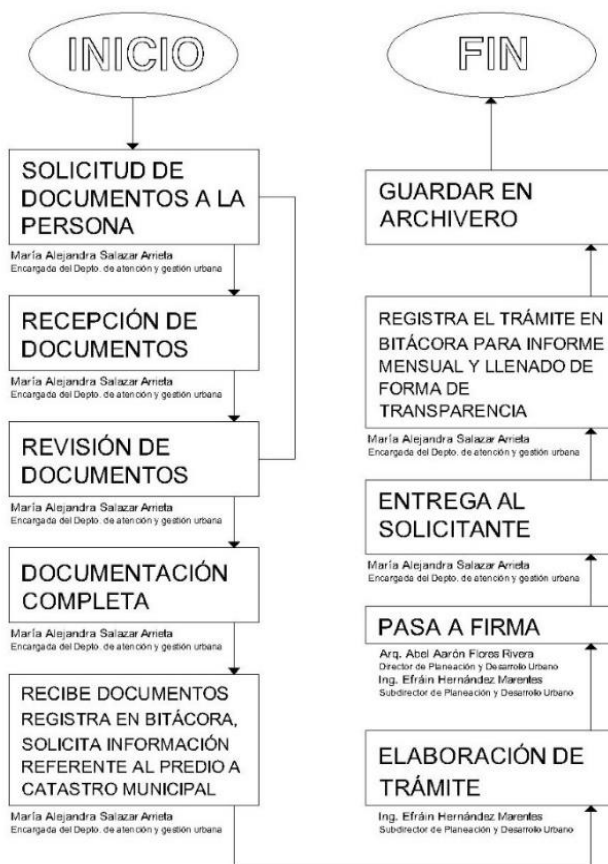 INICIO
SOLICITUD DE
DOCUMENTOS A LA
PERSONA
María Alejandra Salazar Arrieta
Encargada del Depto. de atención y gestión urbana
RECEPCIÓN DE
DOCUMENTOS
María Alejandra Salazar Arrieta
Encargada del Depto. de atención y gestión urbana
REVISIÓN DE
DOCUMENTOS
María Alejandra Salazar Arrieta
Encargada del Depto. de atención y gestión urbana
DOCUMENTACIÓN
COMPLETA
María Alejandra Salazar Arrieta
Encargada del Depto. de atención y gestión urbana
RECIBE DOCUMENTOS
REGISTRA EN BITÁCORA,
SOLICITA INFORMACIÓN
REFERENTE AL PREDIO A
CATASTRO MUNICIPAL
María Alejandra Salazar Arrieta
Encargada del Depto. de atención y gestión urbana
FIN
GUARDAR EN
ARCHIVERO
REGISTRA EL TRÁMITE EN
BITÁCORA PARA INFORME
MENSUAL Y LLENADO DE
FORMA DE
TRANSPARENCIA
María Alejandra Salazar Arrieta
Encargada del Depto. de atención y gestión urbana
ENTREGA AL
SOLICITANTE
María Alejandra Salazar Arrieta
Encargada del Depto. de atención y gestión urbana
PASA A FIRMA
Arq. Abel Aarón Flores Rivera
Director de Planeación y Desarrollo Urbano
Ing. Efráin Hernández Marentes
Subdirector de Planeación y Desarrollo Urbano
ELABORACIÓN DE
TRÁMITE
Ing. Efráin Hernández Marentes
Subdirector de Planeación y Desarrollo Urbano